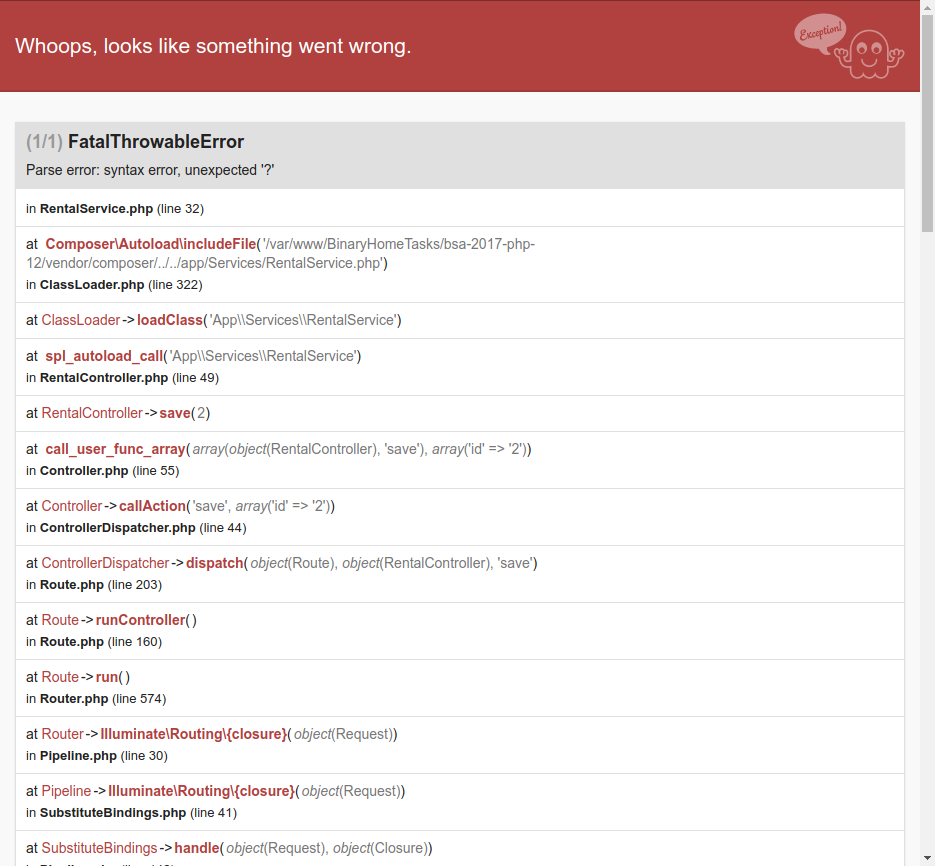 Whoops, looks like something went wrong.
Exception!
(1/1) FatalThrowableError
Parse error: syntax error, unexpected '?'
in RentalService.php (line 32)
at Composer\Autoload\includeFile('/var/www/BinaryHomeTasks/bsa-2017-php-
12/vendor/composer/../../app/Services/RentalService.php')
in ClassLoader.php (line 322)
at ClassLoader->loadClass('App\\Services\\RentalService')
at spl_autoload_call('App\\Services\\RentalService')
in RentalController.php (line 49)
at RentalController->save(2)
at call_user_func_array(array(object(RentalController), 'save'), array('id' => '2'))
in Controller.php (line 55)
at Controller->callAction('save', array('id' => '2'))
in ControllerDispatcher.php (line 44)
at ControllerDispatcher->dispatch(object(Route), object(RentalController), 'save')
in Route.php (line 203)
at Route->runController()
in Route.php (line 160)
at Route->run()
in Router.php (line 574)
at Router->Illuminate\Routing\{closure}(object(Request))
in Pipeline.php (line 30)
at Pipeline->Illuminate\Routing\{closure}(object(Request))
in SubstituteBindings.php (line 41)
at SubstituteBindings->handle(object(Request), object(Closure))